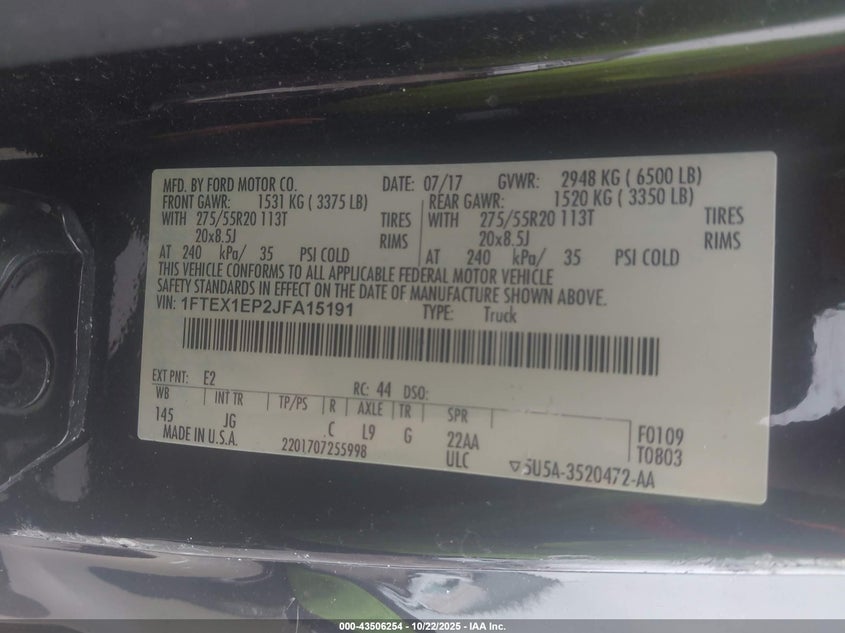 MFD. BY FORD MOTOR CO. DATE: 07/17 GVWR: 2948 KG ( 6500 LB)
FRONT GAWR: 1531 KG ( 3375 LB) REAR GAWR: 1520 KG ( 3350 LB)
WITH 275/55R20 113T TIRES WITH 275/55R20 113T TIRES
20x8.5J RIMS 20x8.5J RIMS
AT 240 kPa/ 35 PSI COLD AT 240 kPa/ 35 PSI COLD
THIS VEHICLE CONFORMS TO ALL APPLICABLE FEDERAL MOTOR VEHICLE
SAFETY STANDARDS IN EFFECT ON THE DATE OF MANUFACTURE SHOWN ABOVE.
VIN: 1FTEX1EP2JFA15191 TYPE: Truck
EXT PNT: E2 RC: 44 DSO:
WB INT TR TP/PS R AXLE TR SPR
145 JG C L9 G 22AA F0109
MADE IN U.S.A. 2201707255998 ULC T0803
5U5A-3520472-AA
000-43506254 - 10/22/2025 - IAA Inc.